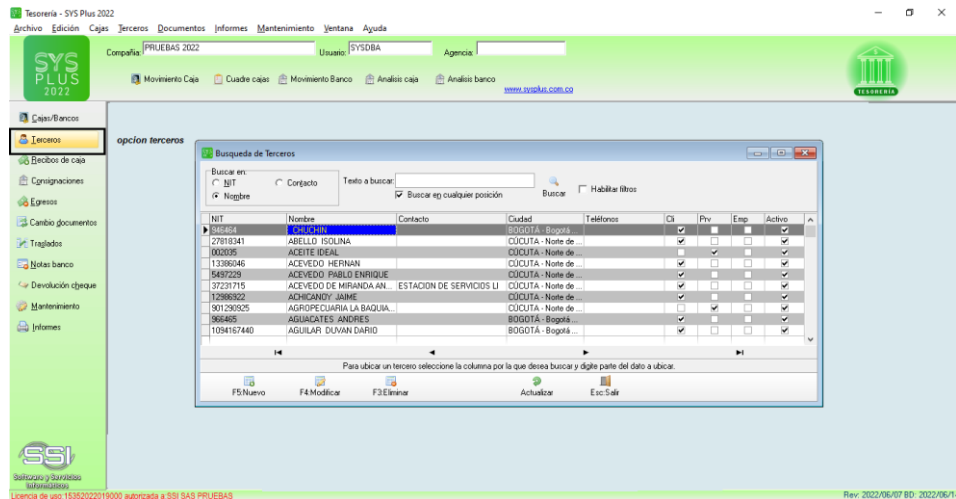 Tesorería - SYS Plus 2022
Archivo Edición Cajas Terceros Documentos Informes Mantenimiento Ventana Ayuda
SYS PLUS 2022
Compañia: PRUEBAS 2022 Usuario: SYSDBA Agencia:
Movimiento Caja Cuadre cajas Movimiento Banco Analisis caja Analisis banco
www.sysplus.com.co
TESORERÍA
Cajas/Bancos
Terceros
Recibos de caja
Consignaciones
Egresos
Cambio documentos
Traslados
Notas banco
Devolución cheque
Mantenimiento
Informes
opcion terceros
Busqueda de Terceros
Buscar en:
NIT Contacto
Nombre
Texto a buscar:
Buscar en cualquier posición
Buscar
Habilitar filtros
NIT Nombre Contacto Ciudad Teléfonos Cli Prv Emp Activo
946464 CHUCHIN BOGOTÁ - Bogotá ...
27818341 ABELLO ISOLINA CÚCUTA - Norte de ...
002035 ACEITE IDEAL CÚCUTA - Norte de ...
13386046 ACEVEDO HERNAN CÚCUTA - Norte de ...
5497229 ACEVEDO PABLO ENRIQUE CÚCUTA - Norte de ...
37231715 ACEVEDO DE MIRANDA AN... ESTACION DE SERVICIOS LI CÚCUTA - Norte de ...
12986922 ACHICANOY JAIME CÚCUTA - Norte de ...
901290925 AGROPECUARIA LA BAQUIA... CÚCUTA - Norte de ...
966465 AGUACATES ANDRES BOGOTÁ - Bogotá ...
1094167440 AGUILAR DUVAN DARIO BOGOTÁ - Bogotá ...
Para ubicar un tercero seleccione la columna por la que desea buscar y digite parte del dato a ubicar.
F5:Nuevo F4:Modificar F3:Eliminar Actualizar Esc:Salir
SSI
Software y Servicios
Informáticos
Licencia de uso:15352022019000 autorizada a:SSI SAS PRUEBAS
Rev: 2022/06/07 BD: 2022/06/1